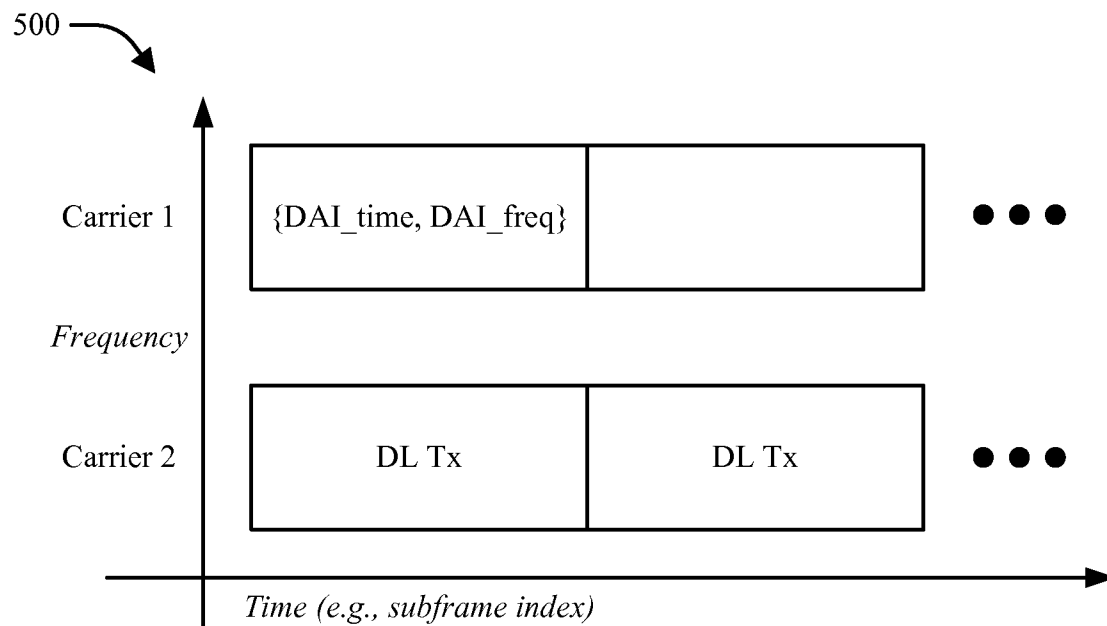 500
Carrier 1
{DAI_time, DAI_freq}
Frequency
Carrier 2
DL Tx
DL Tx
Time (e.g., subframe index)